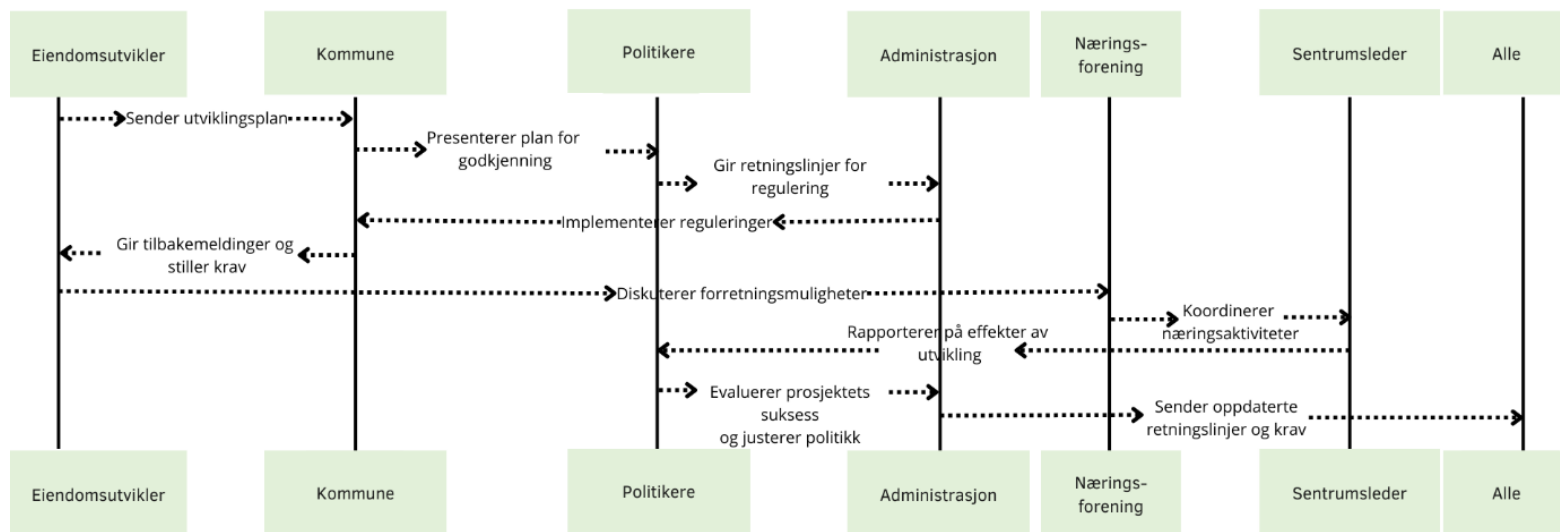 Eiendomsutvikler
Kommune
Politikere
Administrasjon
Nærings-
forening
Sentrumsleder
Alle
Sender utviklingsplan
Presenterer plan for
godkjenning
Gir retningslinjer for
regulering
Implementerer reguleringer
Gir tilbakemeldinger og
stiller krav
Diskuterer forretningsmuligheter
Koordinerer
næringsaktiviteter
Rapporterer på effekter av
utvikling
Evaluerer prosjektets
suksess
og justerer politikk
Sender oppdaterte
retningslinjer og krav
Eiendomsutvikler
Kommune
Politikere
Administrasjon
Nærings-
forening
Sentrumsleder
Alle